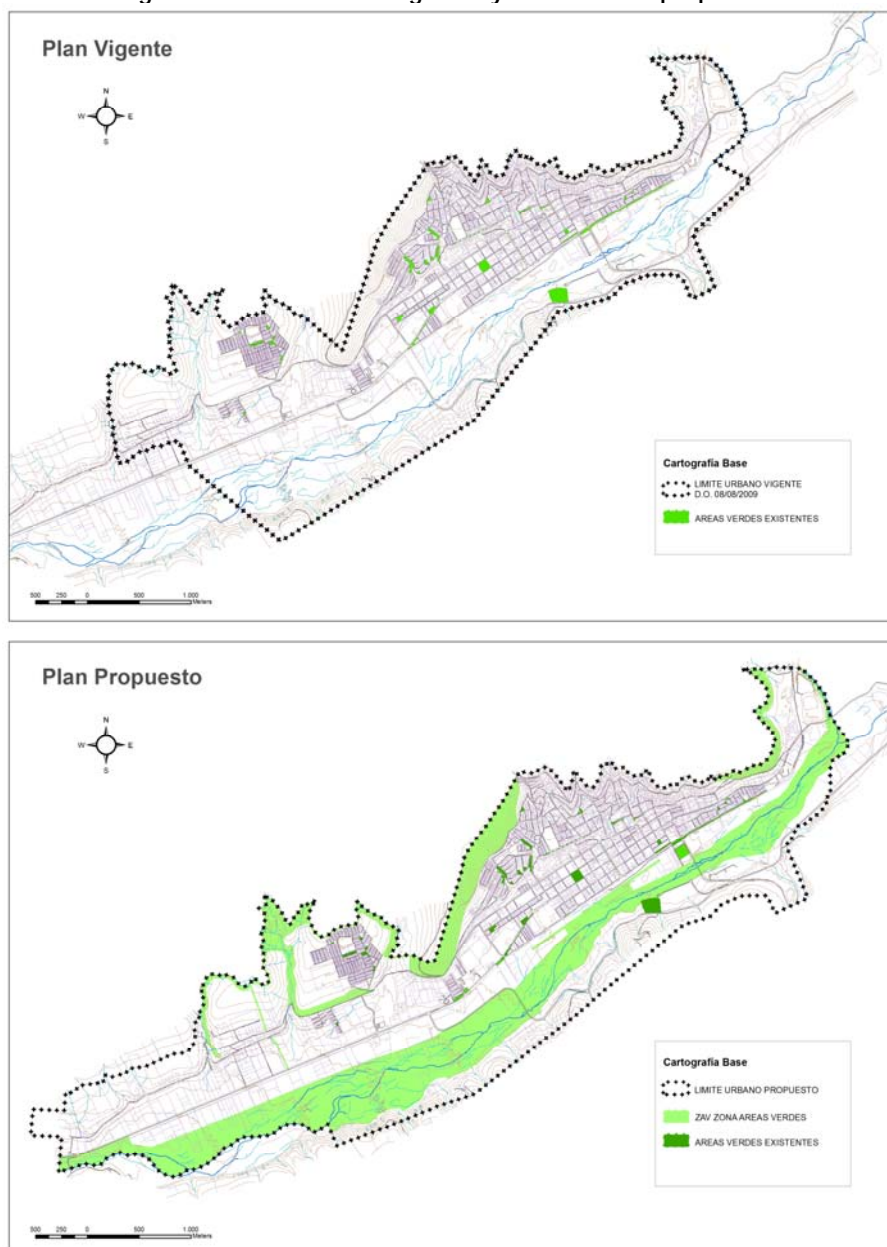 Plan Vigente
N
W E
S
Cartografía Base
LIMITE URBANO VIGENTE
D.O. 08/08/2009
AREAS VERDES EXISTENTES
500 250 0 500 1.000
Meters
Plan Propuesto
N
W E
S
Cartografía Base
LIMITE URBANO PROPUESTO
ZAV ZONA AREAS VERDES
AREAS VERDES EXISTENTES
500 250 0 500 1.000
Meters